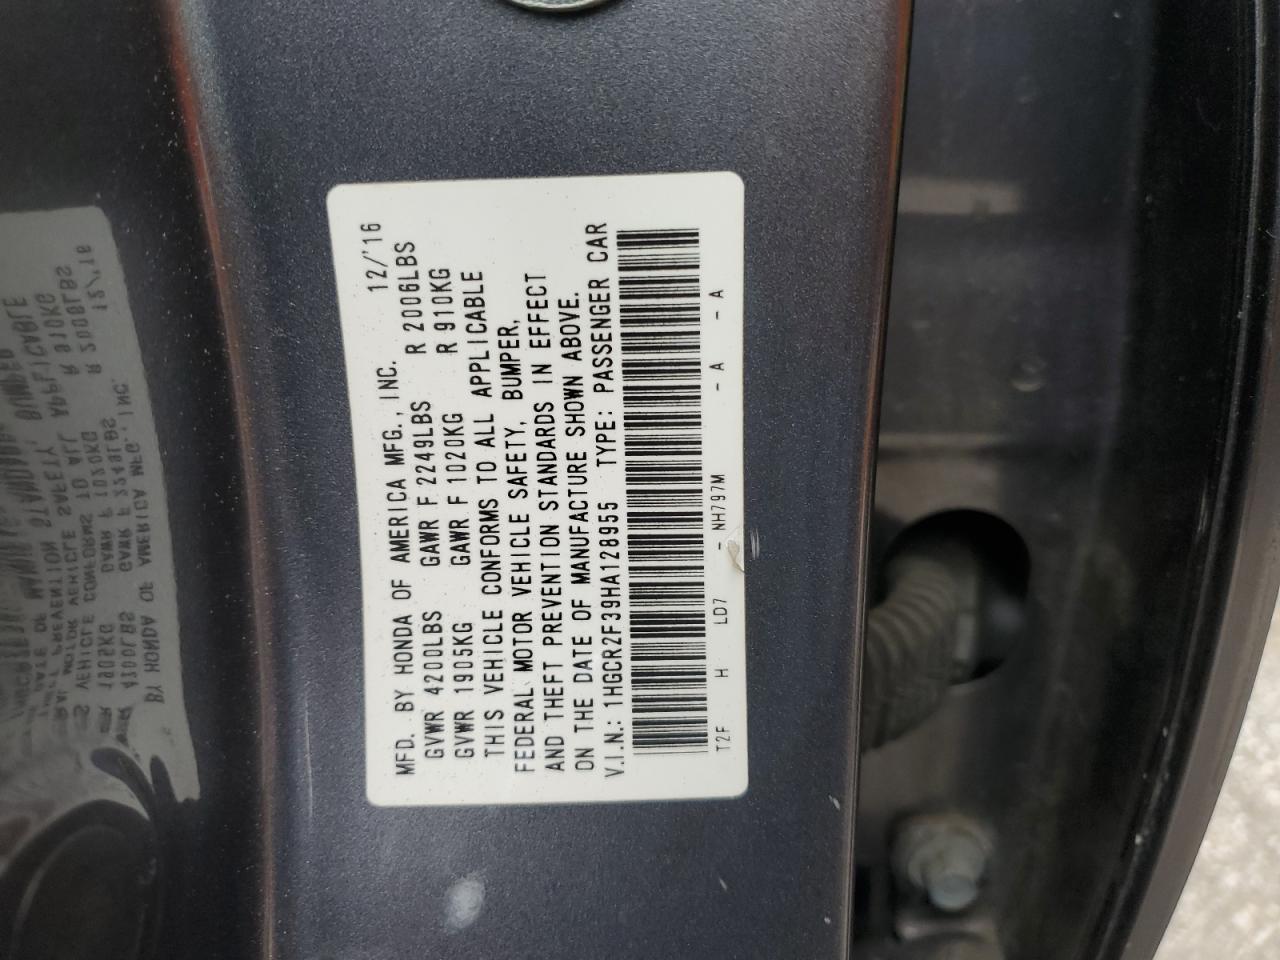 MFD. BY HONDA OF AMERICA MFG., INC. 12/'16
GVWR 4200LBS GAWR F 2249LBS R 2006LBS
GVWR 1905KG GAWR F 1020KG R 910KG
THIS VEHICLE CONFORMS TO ALL APPLICABLE
FEDERAL MOTOR VEHICLE SAFETY, BUMPER,
AND THEFT PREVENTION STANDARDS IN EFFECT
ON THE DATE OF MANUFACTURE SHOWN ABOVE.
V.I.N.: 1HGCR2F39HA128955 TYPE: PASSENGER CAR
T2F H LD7 - NH797M - A - A